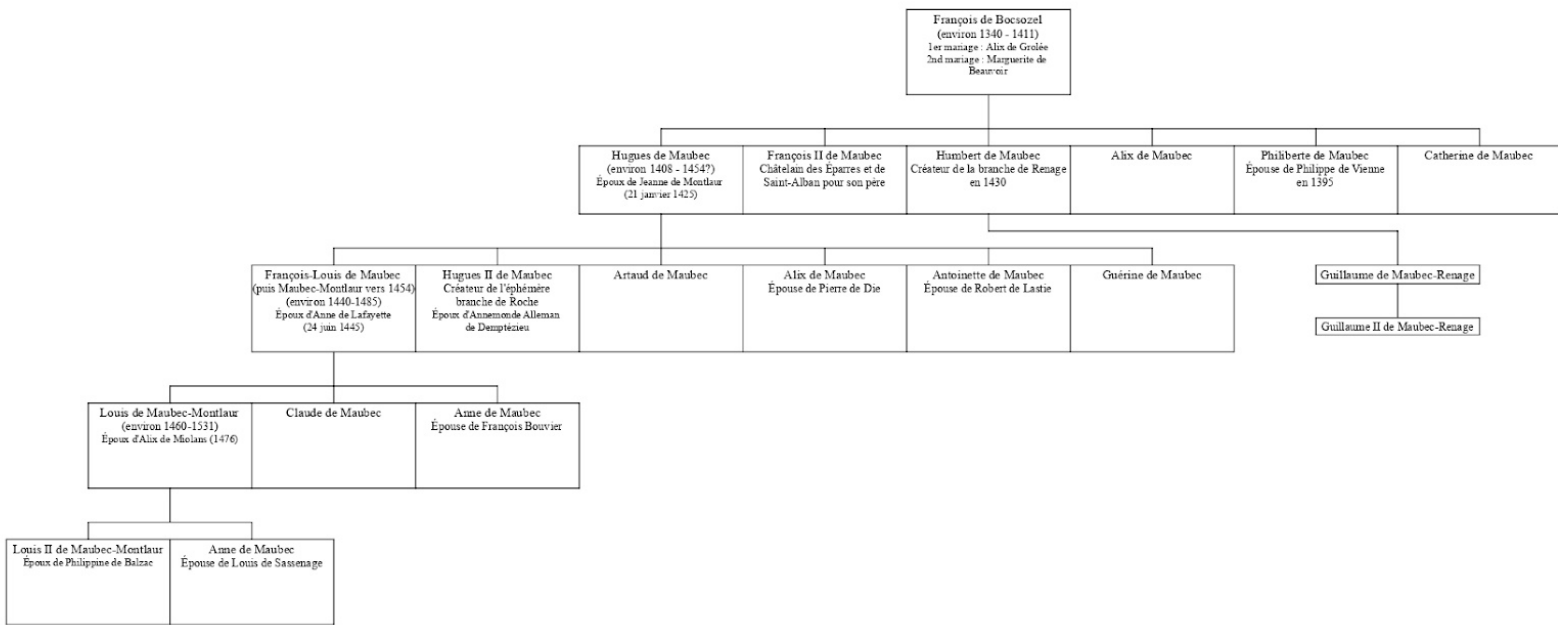 François de Bocsozel
(environ 1340 - 1411)
1er mariage : Alix de Grolée
2nd mariage : Marguerite de
Beauvoir
Hugues de Maubec
(environ 1408 - 1454?)
Époux de Jeanne de Montlaur
(21 janvier 1425)
François II de Maubec
Châtelain des Éparres et de
Saint-Alban pour son père
Humbert de Maubec
Créateur de la branche de Renage
en 1430
Alix de Maubec
Philiberte de Maubec
Épouse de Philippe de Vienne
en 1395
Catherine de Maubec
François-Louis de Maubec
(puis Maubec-Montlaur vers 1454)
(environ 1440-1485)
Époux d'Anne de Lafayette
(24 juin 1445)
Hugues II de Maubec
Créateur de l'éphémère
branche de Roche
Époux d'Annemonde Alleman
de Demptézieu
Artaud de Maubec
Alix de Maubec
Épouse de Pierre de Die
Antoinette de Maubec
Épouse de Robert de Lastie
Guérine de Maubec
Guillaume de Maubec-Renage
Guillaume II de Maubec-Renage
Louis de Maubec-Montlaur
(environ 1460-1531)
Époux d'Alix de Miolans (1476)
Claude de Maubec
Anne de Maubec
Épouse de François Bouvier
Louis II de Maubec-Montlaur
Époux de Philippine de Balzac
Anne de Maubec
Épouse de Louis de Sassenage